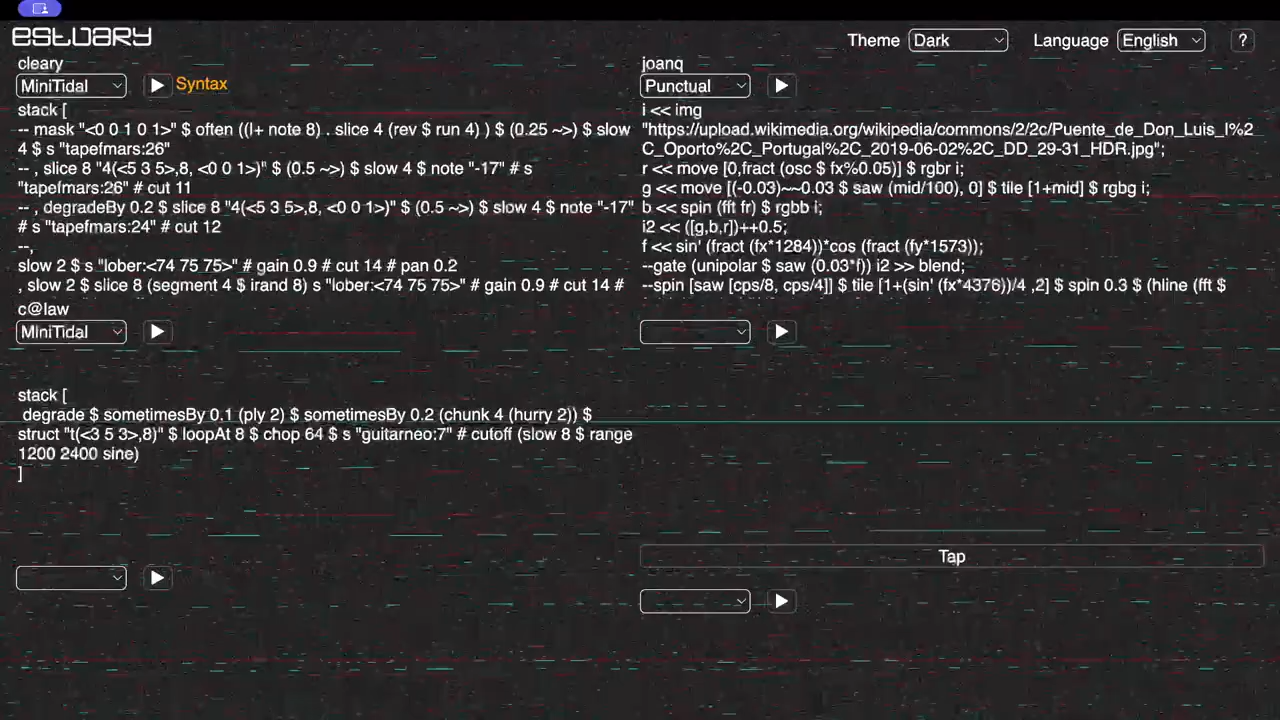 estuary
Theme Dark Language English ?
cleary
MiniTidal Syntax
stack [
-- mask "<0 0 1 0 1>" $ often ((|+ note 8) . slice 4 (rev $ run 4) ) $ (0.25 ~>) $ slow
4 $ s "tapefmars:26"
-- , slice 8 "4(<5 3 5>,8, <0 0 1>)" $ (0.5 ~>) $ slow 4 $ note "-17" # s
"tapefmars:26" # cut 11
-- , degradeBy 0.2 $ slice 8 "4(<5 3 5>,8, <0 0 1>)" $ (0.5 ~>) $ slow 4 $ note "-17"
# s "tapefmars:24" # cut 12
--,
slow 2 $ s "lober:<74 75 75>" # gain 0.9 # cut 14 # pan 0.2
, slow 2 $ slice 8 (segment 4 $ irand 8) s "lober:<74 75 75>" # gain 0.9 # cut 14 #
joanq
Punctual
i << img
"https://upload.wikimedia.org/wikipedia/commons/2/2c/Puente_de_Don_Luis_I%2
C_Oporto%2C_Portugal%2C_2019-06-02%2C_DD_29-31_HDR.jpg";
r << move [0,fract (osc $ fx%0.05)] $ rgbr i;
g << move [(-0.03)~~0.03 $ saw (mid/100), 0] $ tile [1+mid] $ rgbg i;
b << spin (fft fr) $ rgbb i;
i2 << ([g,b,r])++0.5;
f << sin' (fract (fx*1284))*cos (fract (fy*1573));
--gate (unipolar $ saw (0.03*f)) i2 >> blend;
--spin [saw [cps/8, cps/4]] $ tile [1+(sin' (fx*4376))/4 ,2] $ spin 0.3 $ (hline (fft $
c@law
MiniTidal
stack [
degrade $ sometimesBy 0.1 (ply 2) $ sometimesBy 0.2 (chunk 4 (hurry 2)) $
struct "t(<3 5 3>,8)" $ loopAt 8 $ chop 64 $ s "guitarneo:7" # cutoff (slow 8 $ range
1200 2400 sine)
]
Tap